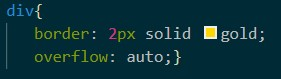 div{
border: 2px solid gold;
overflow: auto;}